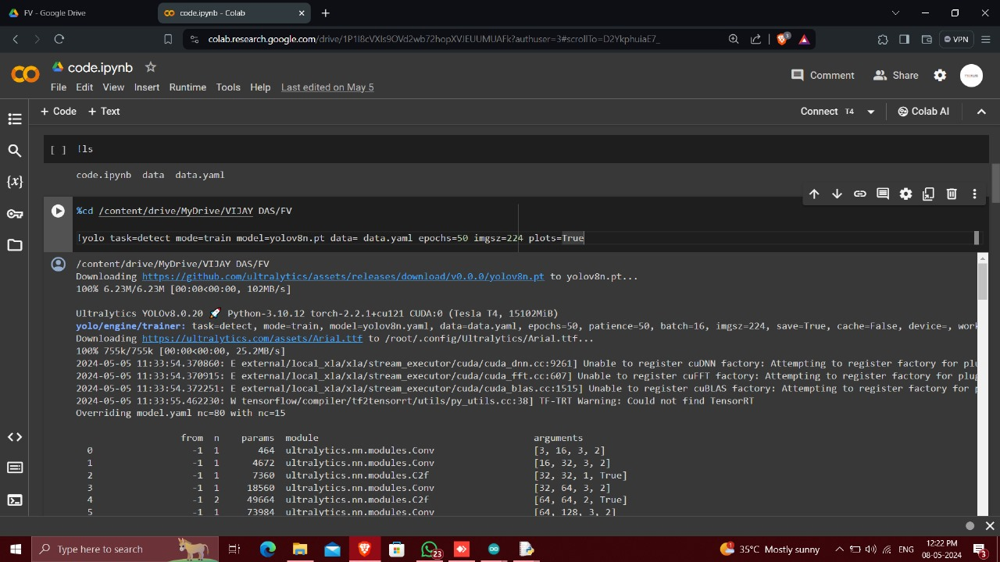 FV - Google Drive
code.ipynb - Colab
colab.research.google.com/drive/1P1I8cVXIs9OVd2wb72hopXVJEUUMUAFk?authuser=3#scrollTo=D2YkphuiaE7_
3
VPN
code.ipynb
Comment
Share
File Edit View Insert Runtime Tools Help Last edited on May 5
+ Code + Text
Connect T4
Colab AI
[ ] !ls
code.ipynb data data.yaml
{x}
%cd /content/drive/MyDrive/VIJAY DAS/FV
!yolo task=detect mode=train model=yolov8n.pt data= data.yaml epochs=50 imgsz=224 plots=True
/content/drive/MyDrive/VIJAY DAS/FV
Downloading https://github.com/ultralytics/assets/releases/download/v0.0.0/yolov8n.pt to yolov8n.pt...
100% 6.23M/6.23M [00:00<00:00, 102MB/s]
Ultralytics YOLOv8.0.20 🚀 Python-3.10.12 torch-2.2.1+cu121 CUDA:0 (Tesla T4, 15102MiB)
yolo/engine/trainer: task=detect, mode=train, model=yolov8n.yaml, data=data.yaml, epochs=50, patience=50, batch=16, imgsz=224, save=True, cache=False, device=, work
Downloading https://ultralytics.com/assets/Arial.ttf to /root/.config/Ultralytics/Arial.ttf...
100% 755k/755k [00:00<00:00, 25.2MB/s]
2024-05-05 11:33:54.370860: E external/local_xla/xla/stream_executor/cuda/cuda_dnn.cc:9261] Unable to register cuDNN factory: Attempting to register factory for plu
2024-05-05 11:33:54.370915: E external/local_xla/xla/stream_executor/cuda/cuda_fft.cc:607] Unable to register cuFFT factory: Attempting to register factory for plug
2024-05-05 11:33:54.372251: E external/local_xla/xla/stream_executor/cuda/cuda_blas.cc:1515] Unable to register cuBLAS factory: Attempting to register factory for p
2024-05-05 11:33:55.462230: W tensorflow/compiler/tf2tensorrt/utils/py_utils.cc:38] TF-TRT Warning: Could not find TensorRT
Overriding model.yaml nc=80 with nc=15
from n params module arguments
0 -1 1 464 ultralytics.nn.modules.Conv [3, 16, 3, 2]
1 -1 1 4672 ultralytics.nn.modules.Conv [16, 32, 3, 2]
2 -1 1 7360 ultralytics.nn.modules.C2f [32, 32, 1, True]
3 -1 1 18560 ultralytics.nn.modules.Conv [32, 64, 3, 2]
4 -1 2 49664 ultralytics.nn.modules.C2f [64, 64, 2, True]
5 -1 1 73984 ultralytics.nn.modules.Conv [64, 128, 3, 2]
Type here to search
23
35°C Mostly sunny
ENG
12:22 PM
08-05-2024
3